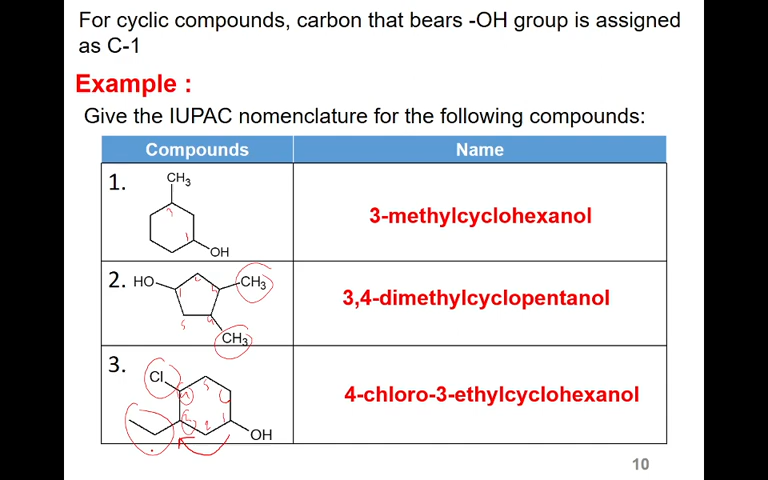 For cyclic compounds, carbon that bears -OH group is assigned
as C-1
Example :
Give the IUPAC nomenclature for the following compounds:
Compounds
Name
1.
CH3
OH
3-methylcyclohexanol
2.
HO
CH3
CH3
3,4-dimethylcyclopentanol
3.
Cl
OH
4-chloro-3-ethylcyclohexanol
10